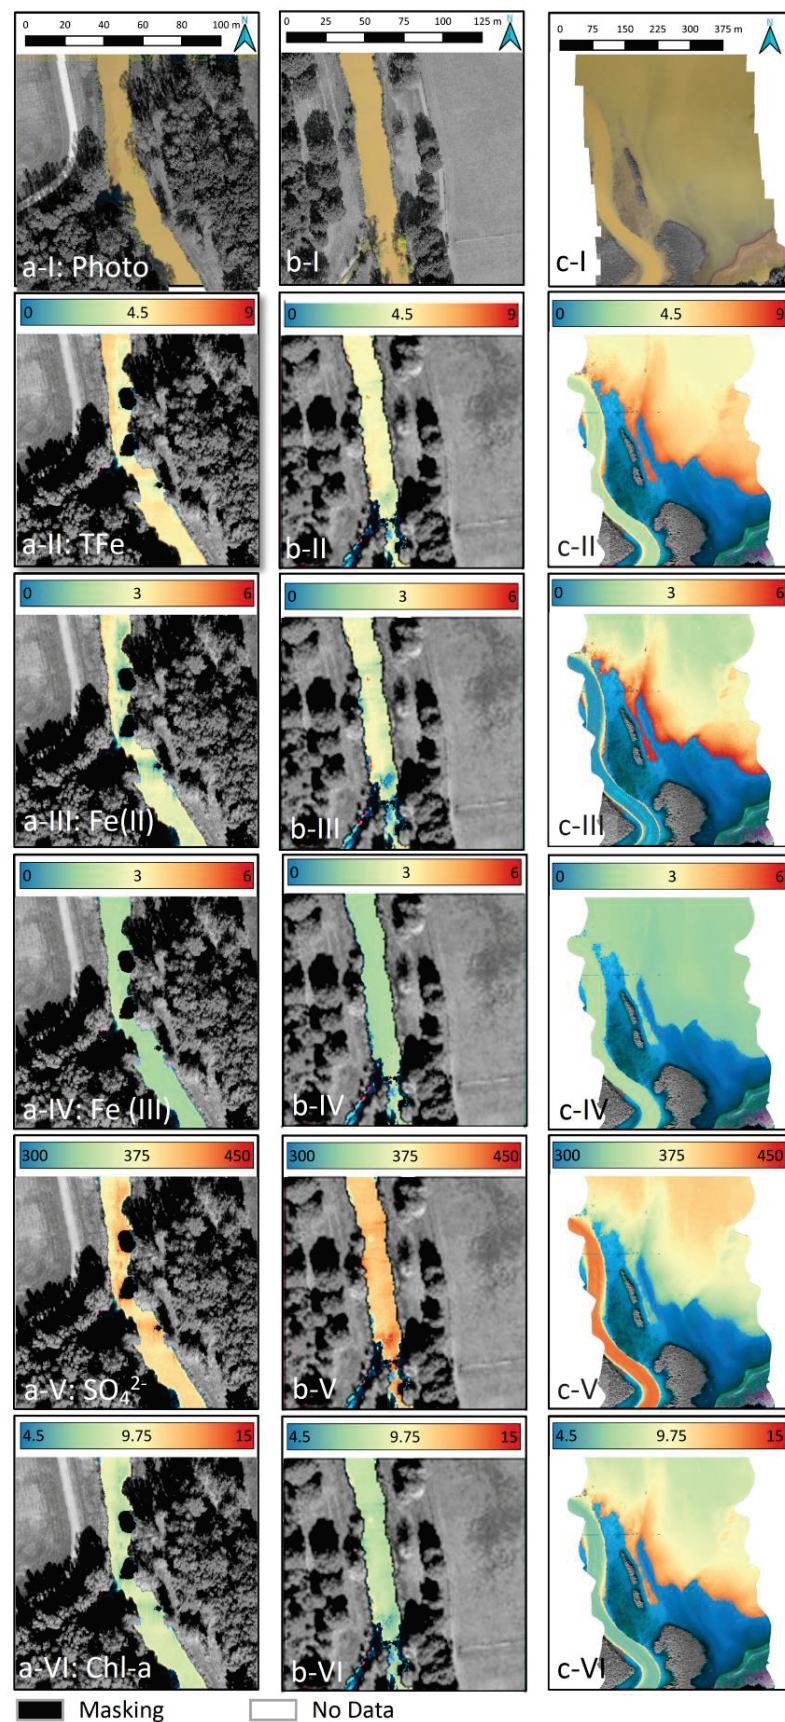 0 20 40 60 80 100 m
N
0 25 50 75 100 125 m
N
0 75 150 225 300 375 m
N
a-I: Photo
b-I
c-I
0 4.5 9
0 4.5 9
0 4.5 9
a-II: TFe
b-II
c-II
0 3 6
0 3 6
0 3 6
a-III: Fe(II)
b-III
c-III
0 3 6
0 3 6
0 3 6
a-IV: Fe (III)
b-IV
c-IV
300 375 450
300 375 450
300 375 450
a-V: SO₄²⁻
b-V
c-V
4.5 9.75 15
4.5 9.75 15
4.5 9.75 15
a-VI: Chl-a
b-VI
c-VI
Masking
No Data